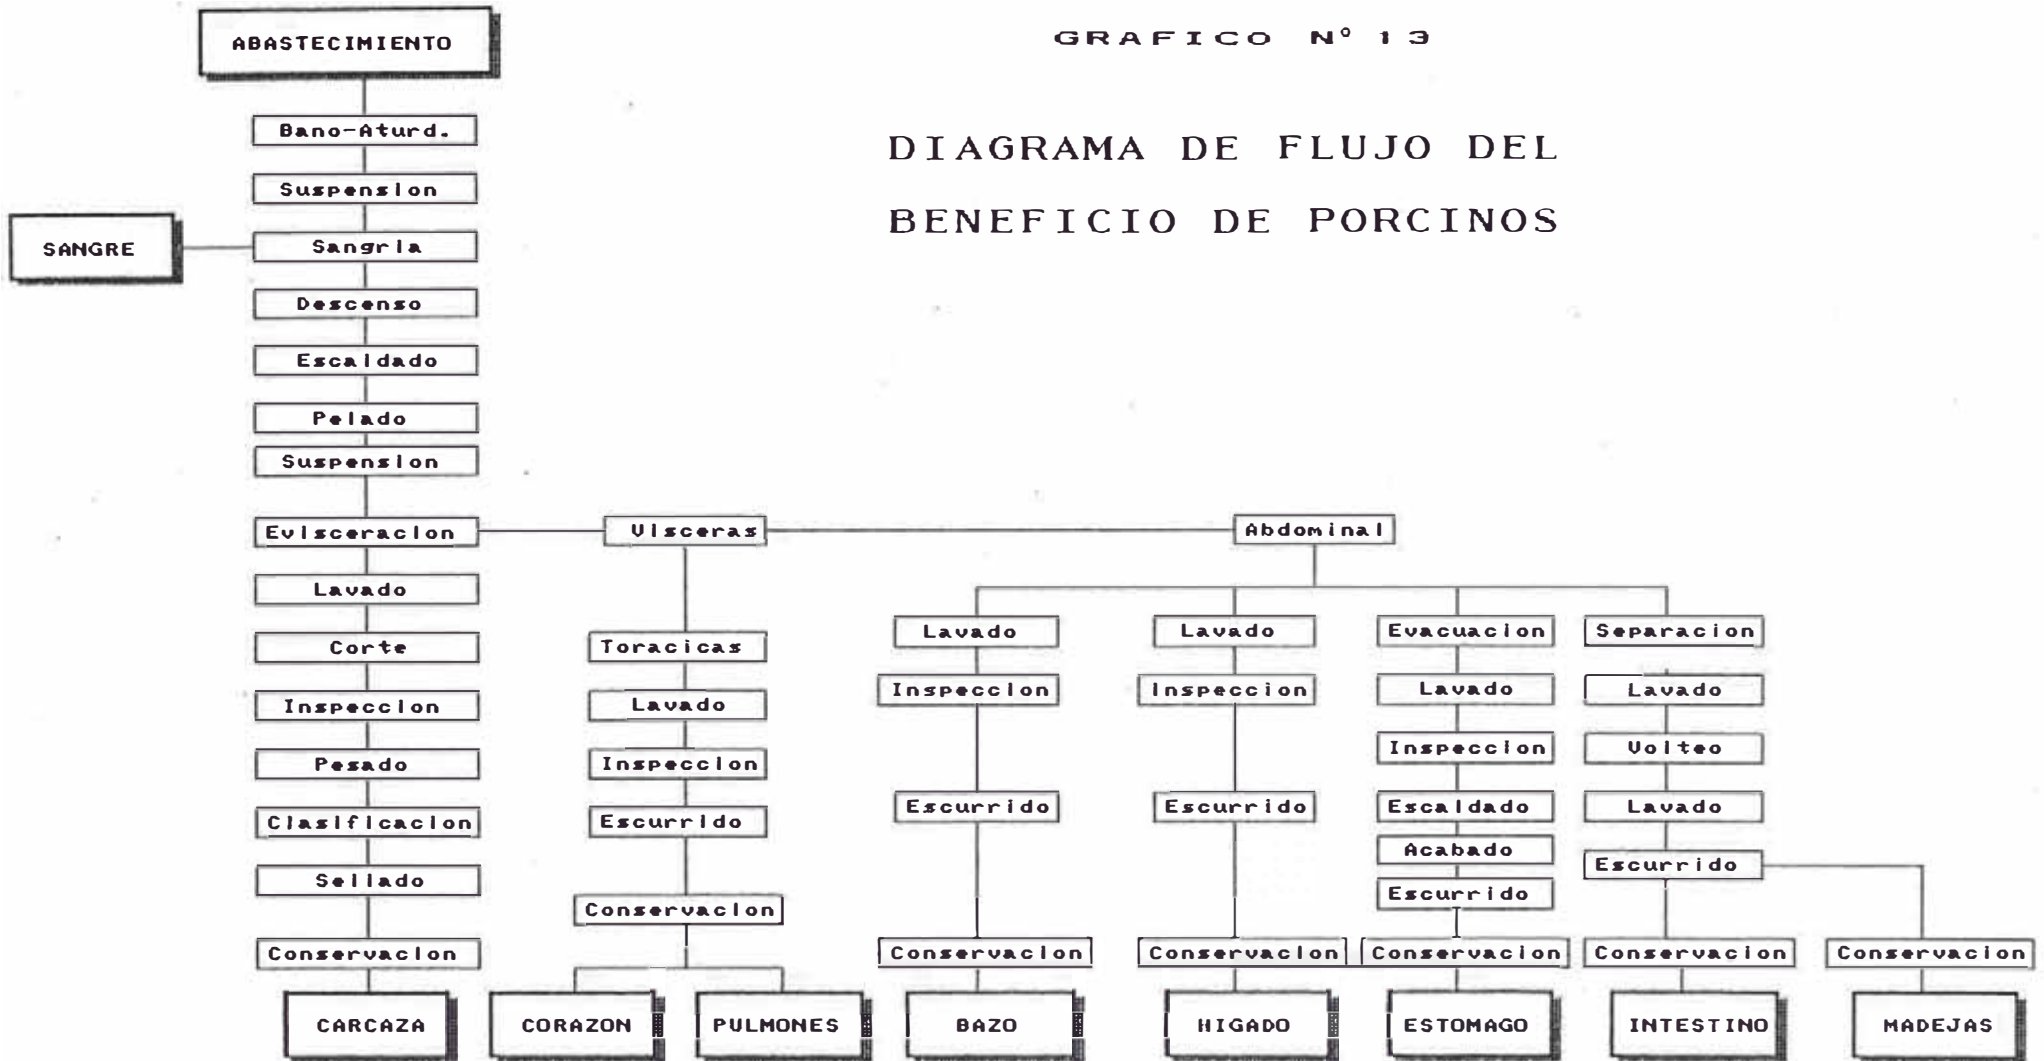 GRAFICO Nº 13
DIAGRAMA DE FLUJO DEL
BENEFICIO DE PORCINOS
ABASTECIMIENTO
Bano-Aturd.
Suspension
SANGRE
Sangria
Descenso
Escaldado
Pelado
Suspension
Evisceracion
Visceras
Abdominal
Lavado
Corte
Inspeccion
Pesado
Clasificacion
Sellado
Conservacion
CARCAZA
Toracicas
Lavado
Inspeccion
Escurrido
Conservacion
CORAZON
PULMONES
Lavado
Inspeccion
Escurrido
Conservacion
BAZO
Lavado
Inspeccion
Escurrido
Conservacion
HIGADO
Evacuacion
Lavado
Inspeccion
Escaldado
Acabado
Escurrido
Conservacion
ESTOMAGO
Separacion
Lavado
Volteo
Lavado
Escurrido
Conservacion
INTESTINO
Conservacion
MADEJAS